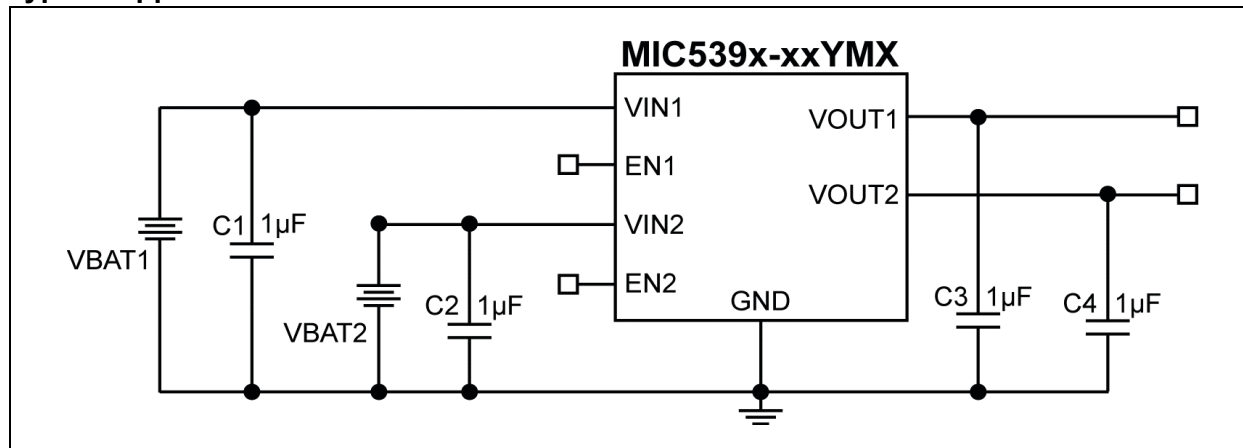 MIC539x-xxYMX
VIN1
VOUT1
EN1
VOUT2
C1 1µF
VIN2
VBAT1
EN2
C2 1µF
GND
C3 1µF
C4 1µF
VBAT2